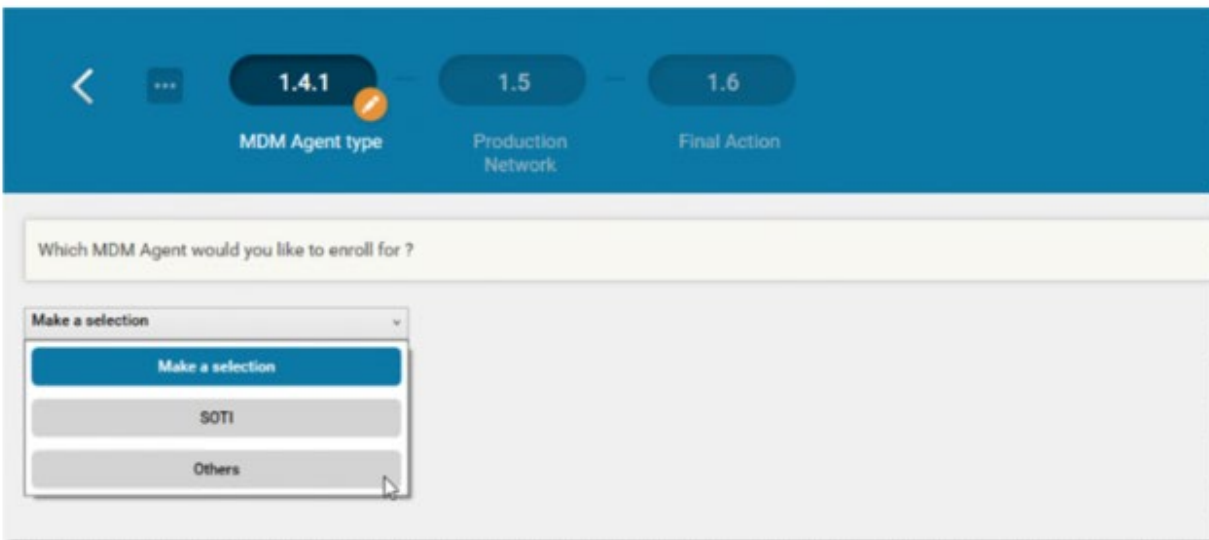 1.4.1
1.5
1.6
MDM Agent type
Production
Network
Final Action
Which MDM Agent would you like to enroll for ?
Make a selection
Make a selection
SOTI
Others